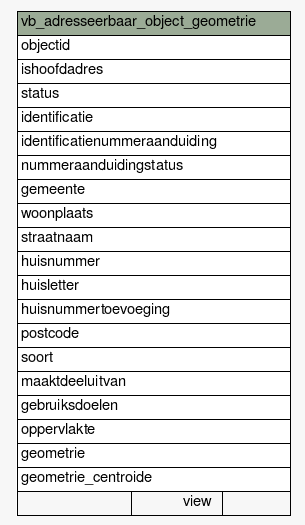 vb_adresseerbaar_object_geometrie
objectid
ishoofdadres
status
identificatie
identificatienummeraanduiding
nummeraanduidingstatus
gemeente
woonplaats
straatnaam
huisnummer
huisletter
huisnummertoevoeging
postcode
soort
maaktdeeluitvan
gebruiksdoelen
oppervlakte
geometrie
geometrie_centroide
view